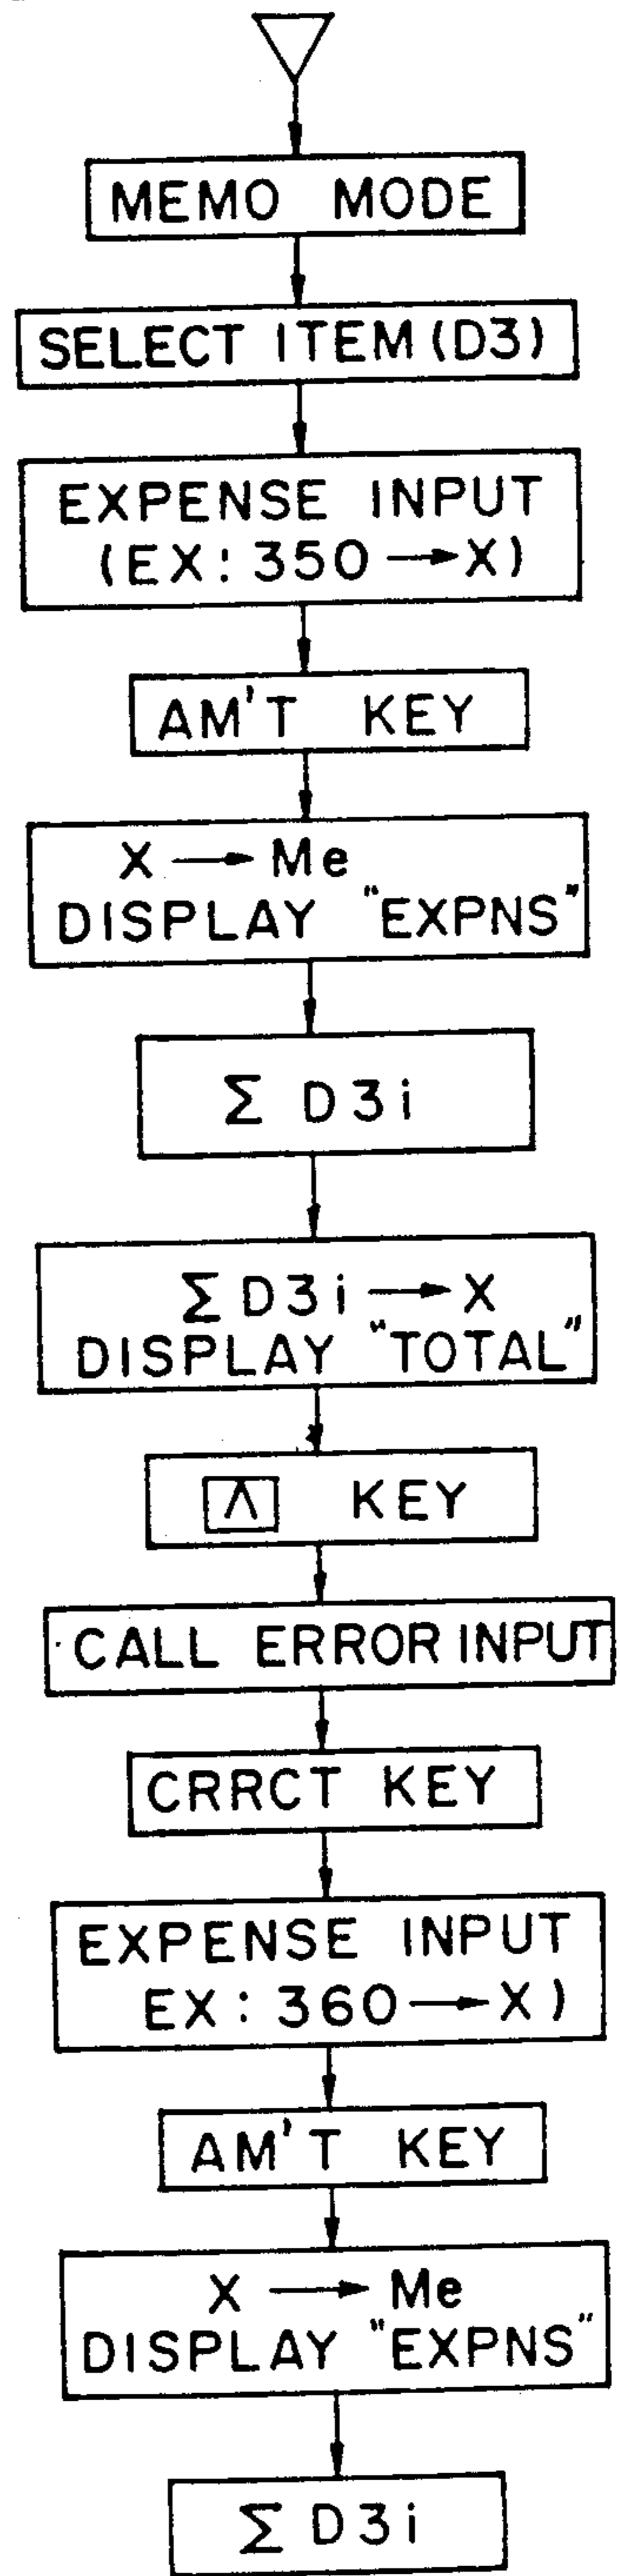 MEMO MODE
SELECT ITEM (D3)
EXPENSE INPUT
(EX: 350 → X)
AM'T KEY
X → Me
DISPLAY "EXPNS"
Σ D3i
Σ D3i → X
DISPLAY "TOTAL"
Λ KEY
CALL ERROR INPUT
CRRCT KEY
EXPENSE INPUT
EX: 360 → X)
AM'T KEY
X → Me
DISPLAY "EXPNS"
Σ D3i